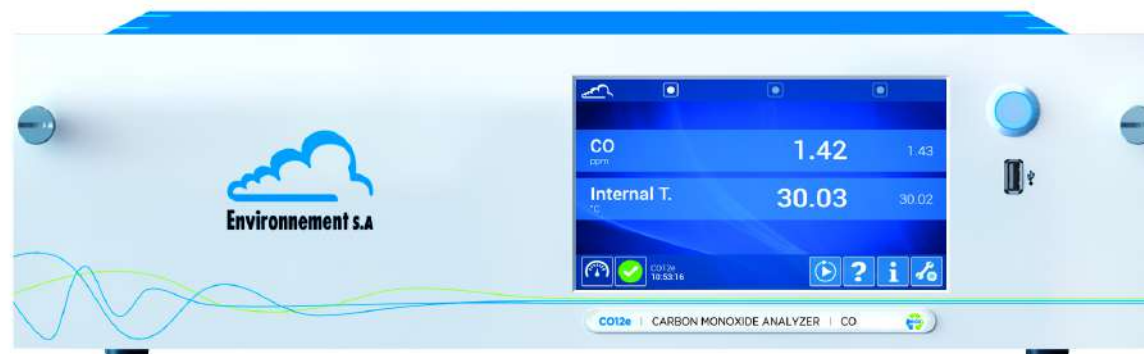 CO
ppm
1.42
1.43
Internal T.
°C
30.03
30.02
Environnement s.a
CO12e
10:53:16
? i
CO12e | CARBON MONOXIDE ANALYZER | CO